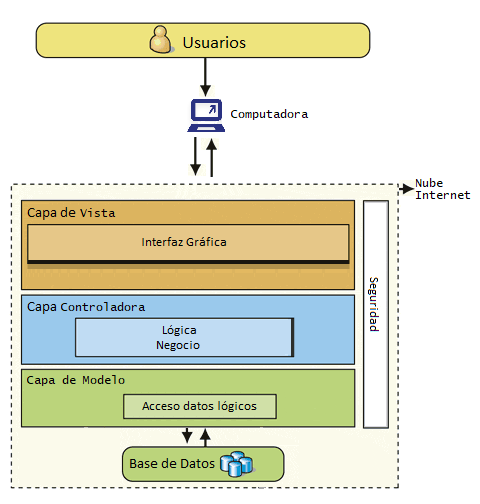 Usuarios
Computadora
Nube
Internet
Capa de Vista
Interfaz Gráfica
Seguridad
Capa Controladora
Lógica
Negocio
Capa de Modelo
Acceso datos lógicos
Base de Datos